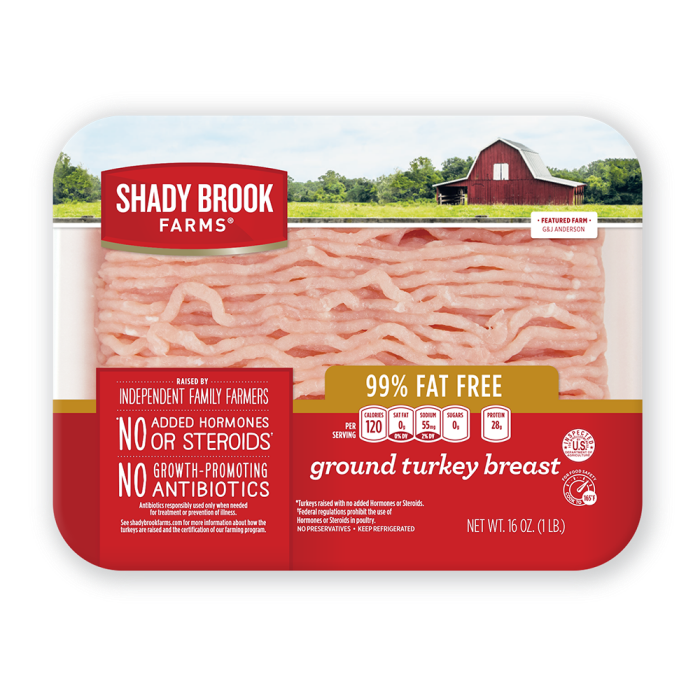 SHADY BROOK
FARMS®
• FEATURED FARM •
G&J ANDERSON
RAISED BY
INDEPENDENT FAMILY FARMERS
*NO ADDED HORMONES
OR STEROIDS†
NO GROWTH-PROMOTING
ANTIBIOTICS
Antibiotics responsibly used only when needed
for treatment or prevention of illness.
See shadybrookfarms.com for more information about how the
turkeys are raised and the certification of our farming program.
99% FAT FREE
PER
SERVING
CALORIES
120
SAT FAT
0g
0% DV
SODIUM
55mg
2% DV
SUGARS
0g
PROTEIN
28g
ground turkey breast
*Turkeys raised with no added Hormones or Steroids.
†Federal regulations prohibit the use of
Hormones or Steroids in poultry.
NO PRESERVATIVES • KEEP REFRIGERATED
NET WT. 16 OZ. (1 LB.)
INSPECTED
U.S.
DEPARTMENT OF
AGRICULTURE
FOR FOOD SAFETY
COOK TO
165°F